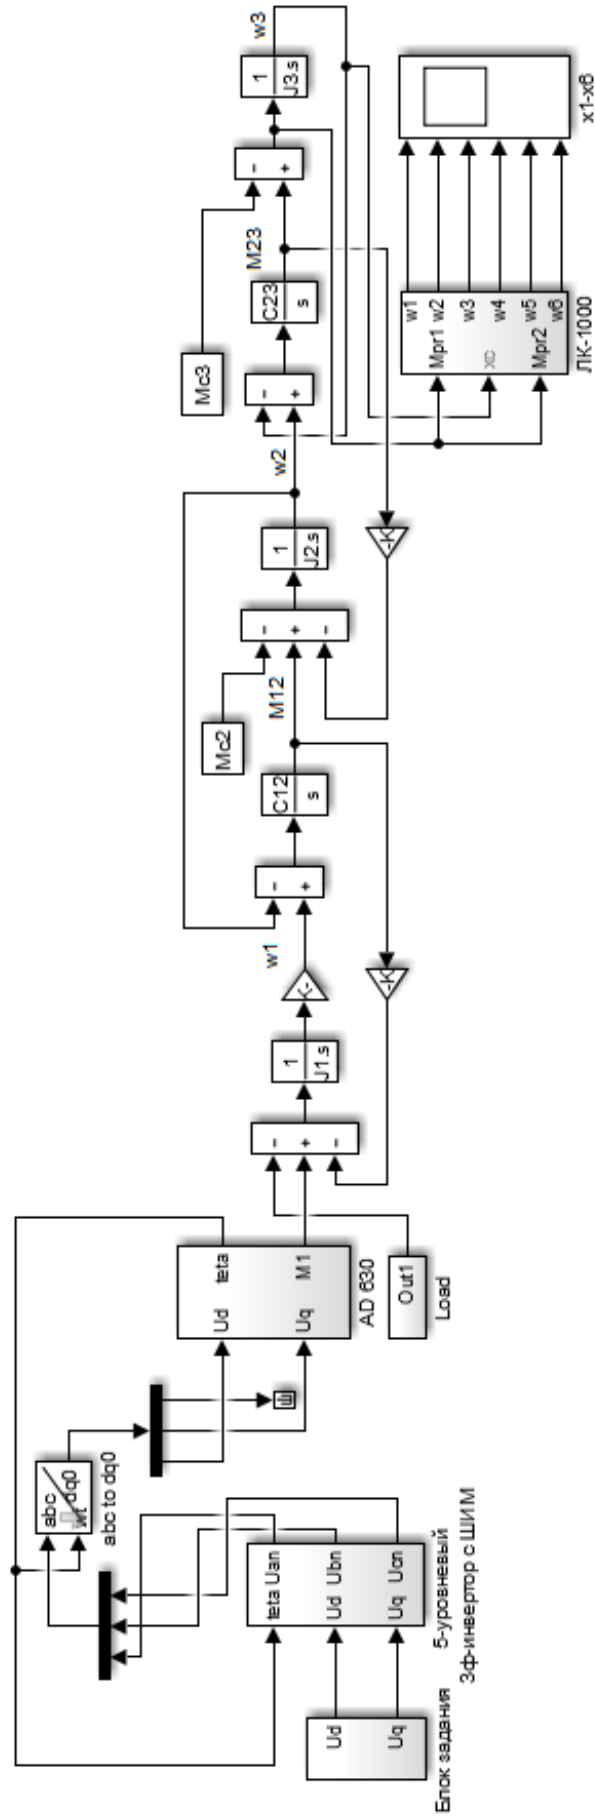 Блок задания
Ud
Uq
teta Uan
Ud Ubn
Uq Ucn
5-уровневый
3ф-инвертор с ШИМ
abc
wt dq0
abc to dq0
Ud teta
Uq M1
AD 630
Out1
Load
-
+
-
1
J1.s
K-
w1
-K
-
+
C12
s
M12
Mc2
-
+
-
1
J2.s
w2
-K
-
+
C23
s
M23
Mc3
-
+
1
J3.s
w3
Mpr1
xc
Mpr2
w1
w2
w3
w4
w5
w6
ЛК-1000
x1-x6